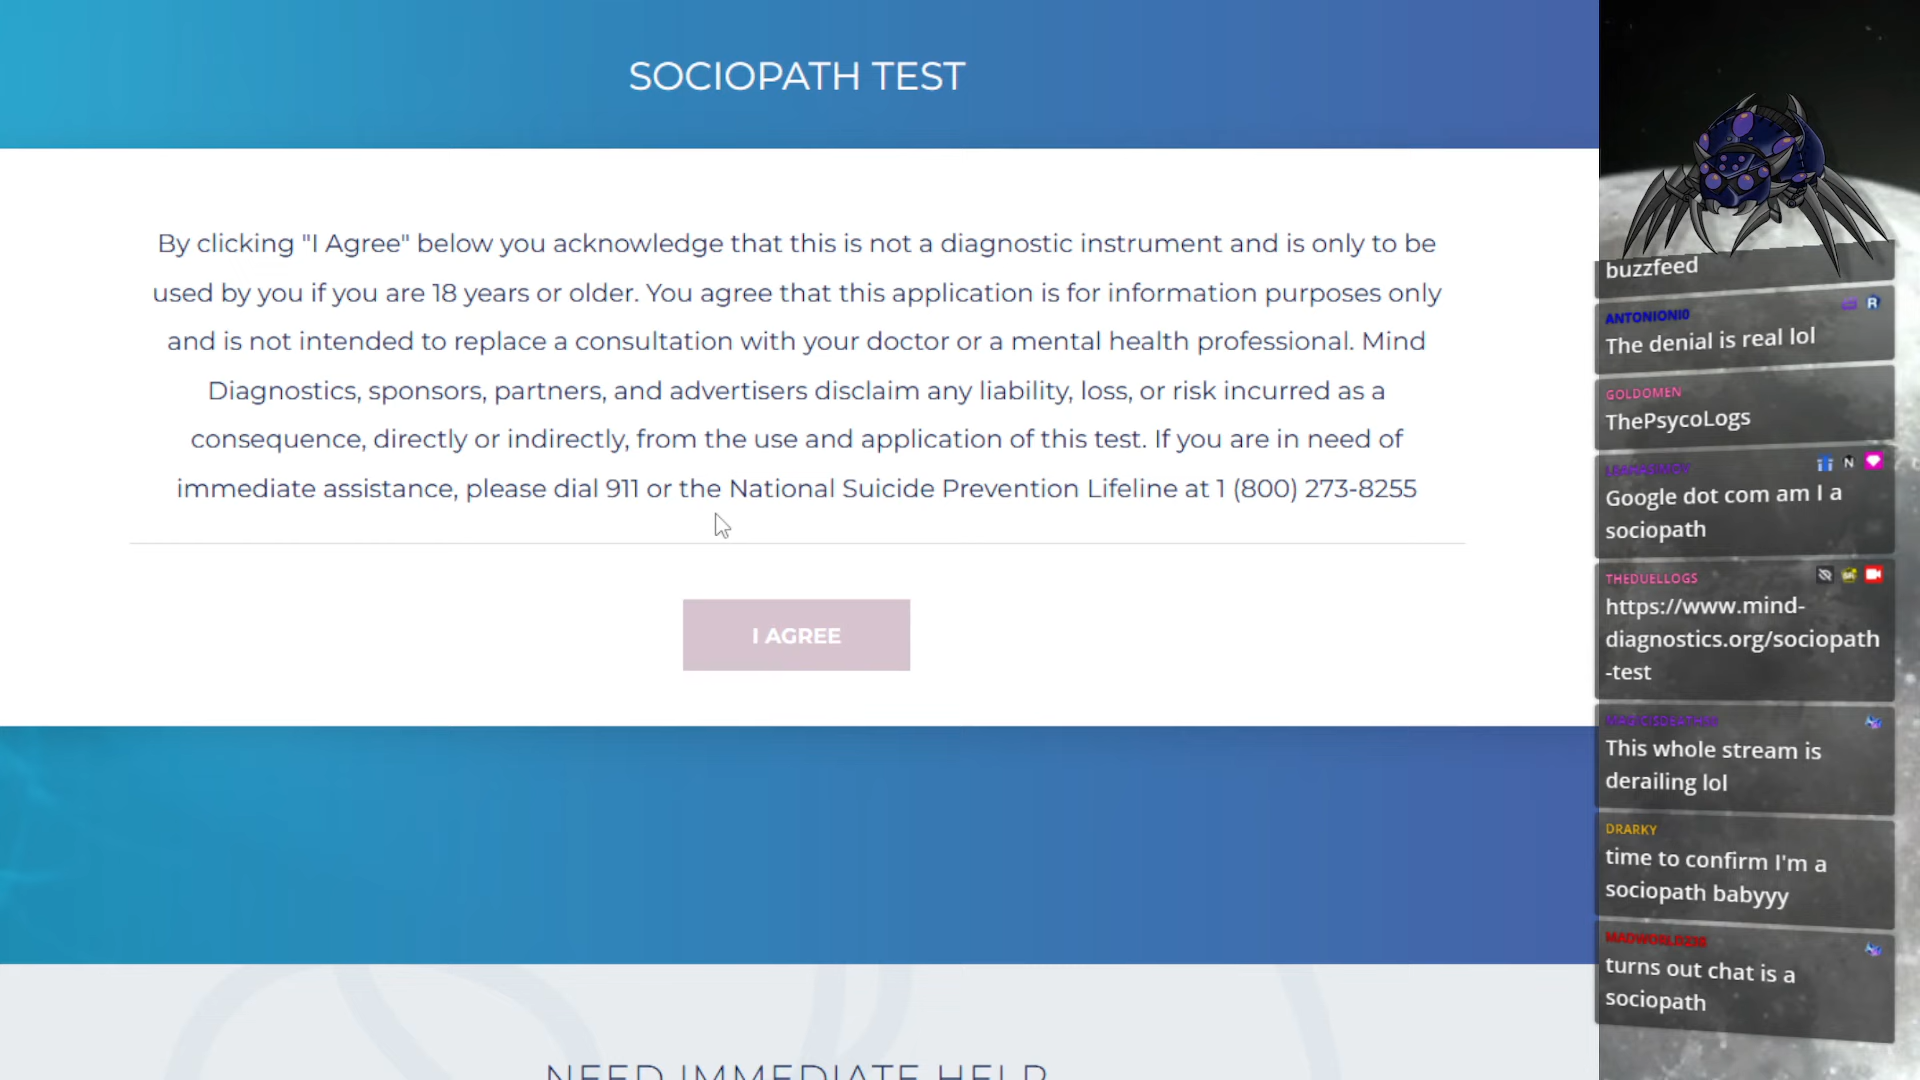 SOCIOPATH TEST
By clicking "I Agree" below you acknowledge that this is not a diagnostic instrument and is only to be
used by you if you are 18 years or older. You agree that this application is for information purposes only
and is not intended to replace a consultation with your doctor or a mental health professional. Mind
Diagnostics, sponsors, partners, and advertisers disclaim any liability, loss, or risk incurred as a
consequence, directly or indirectly, from the use and application of this test. If you are in need of
immediate assistance, please dial 911 or the National Suicide Prevention Lifeline at 1 (800) 273-8255
I AGREE
NEED IMMEDIATE HELP
buzzfeed
ANTONIONI0
The denial is real lol
GOLDOMEN
ThePsycoLogs
Google dot com am I a
sociopath
THEDUELLOGS
https://www.mind-
diagnostics.org/sociopath
-test
This whole stream is
derailing lol
DRARKY
time to confirm I'm a
sociopath babyyy
turns out chat is a
sociopath